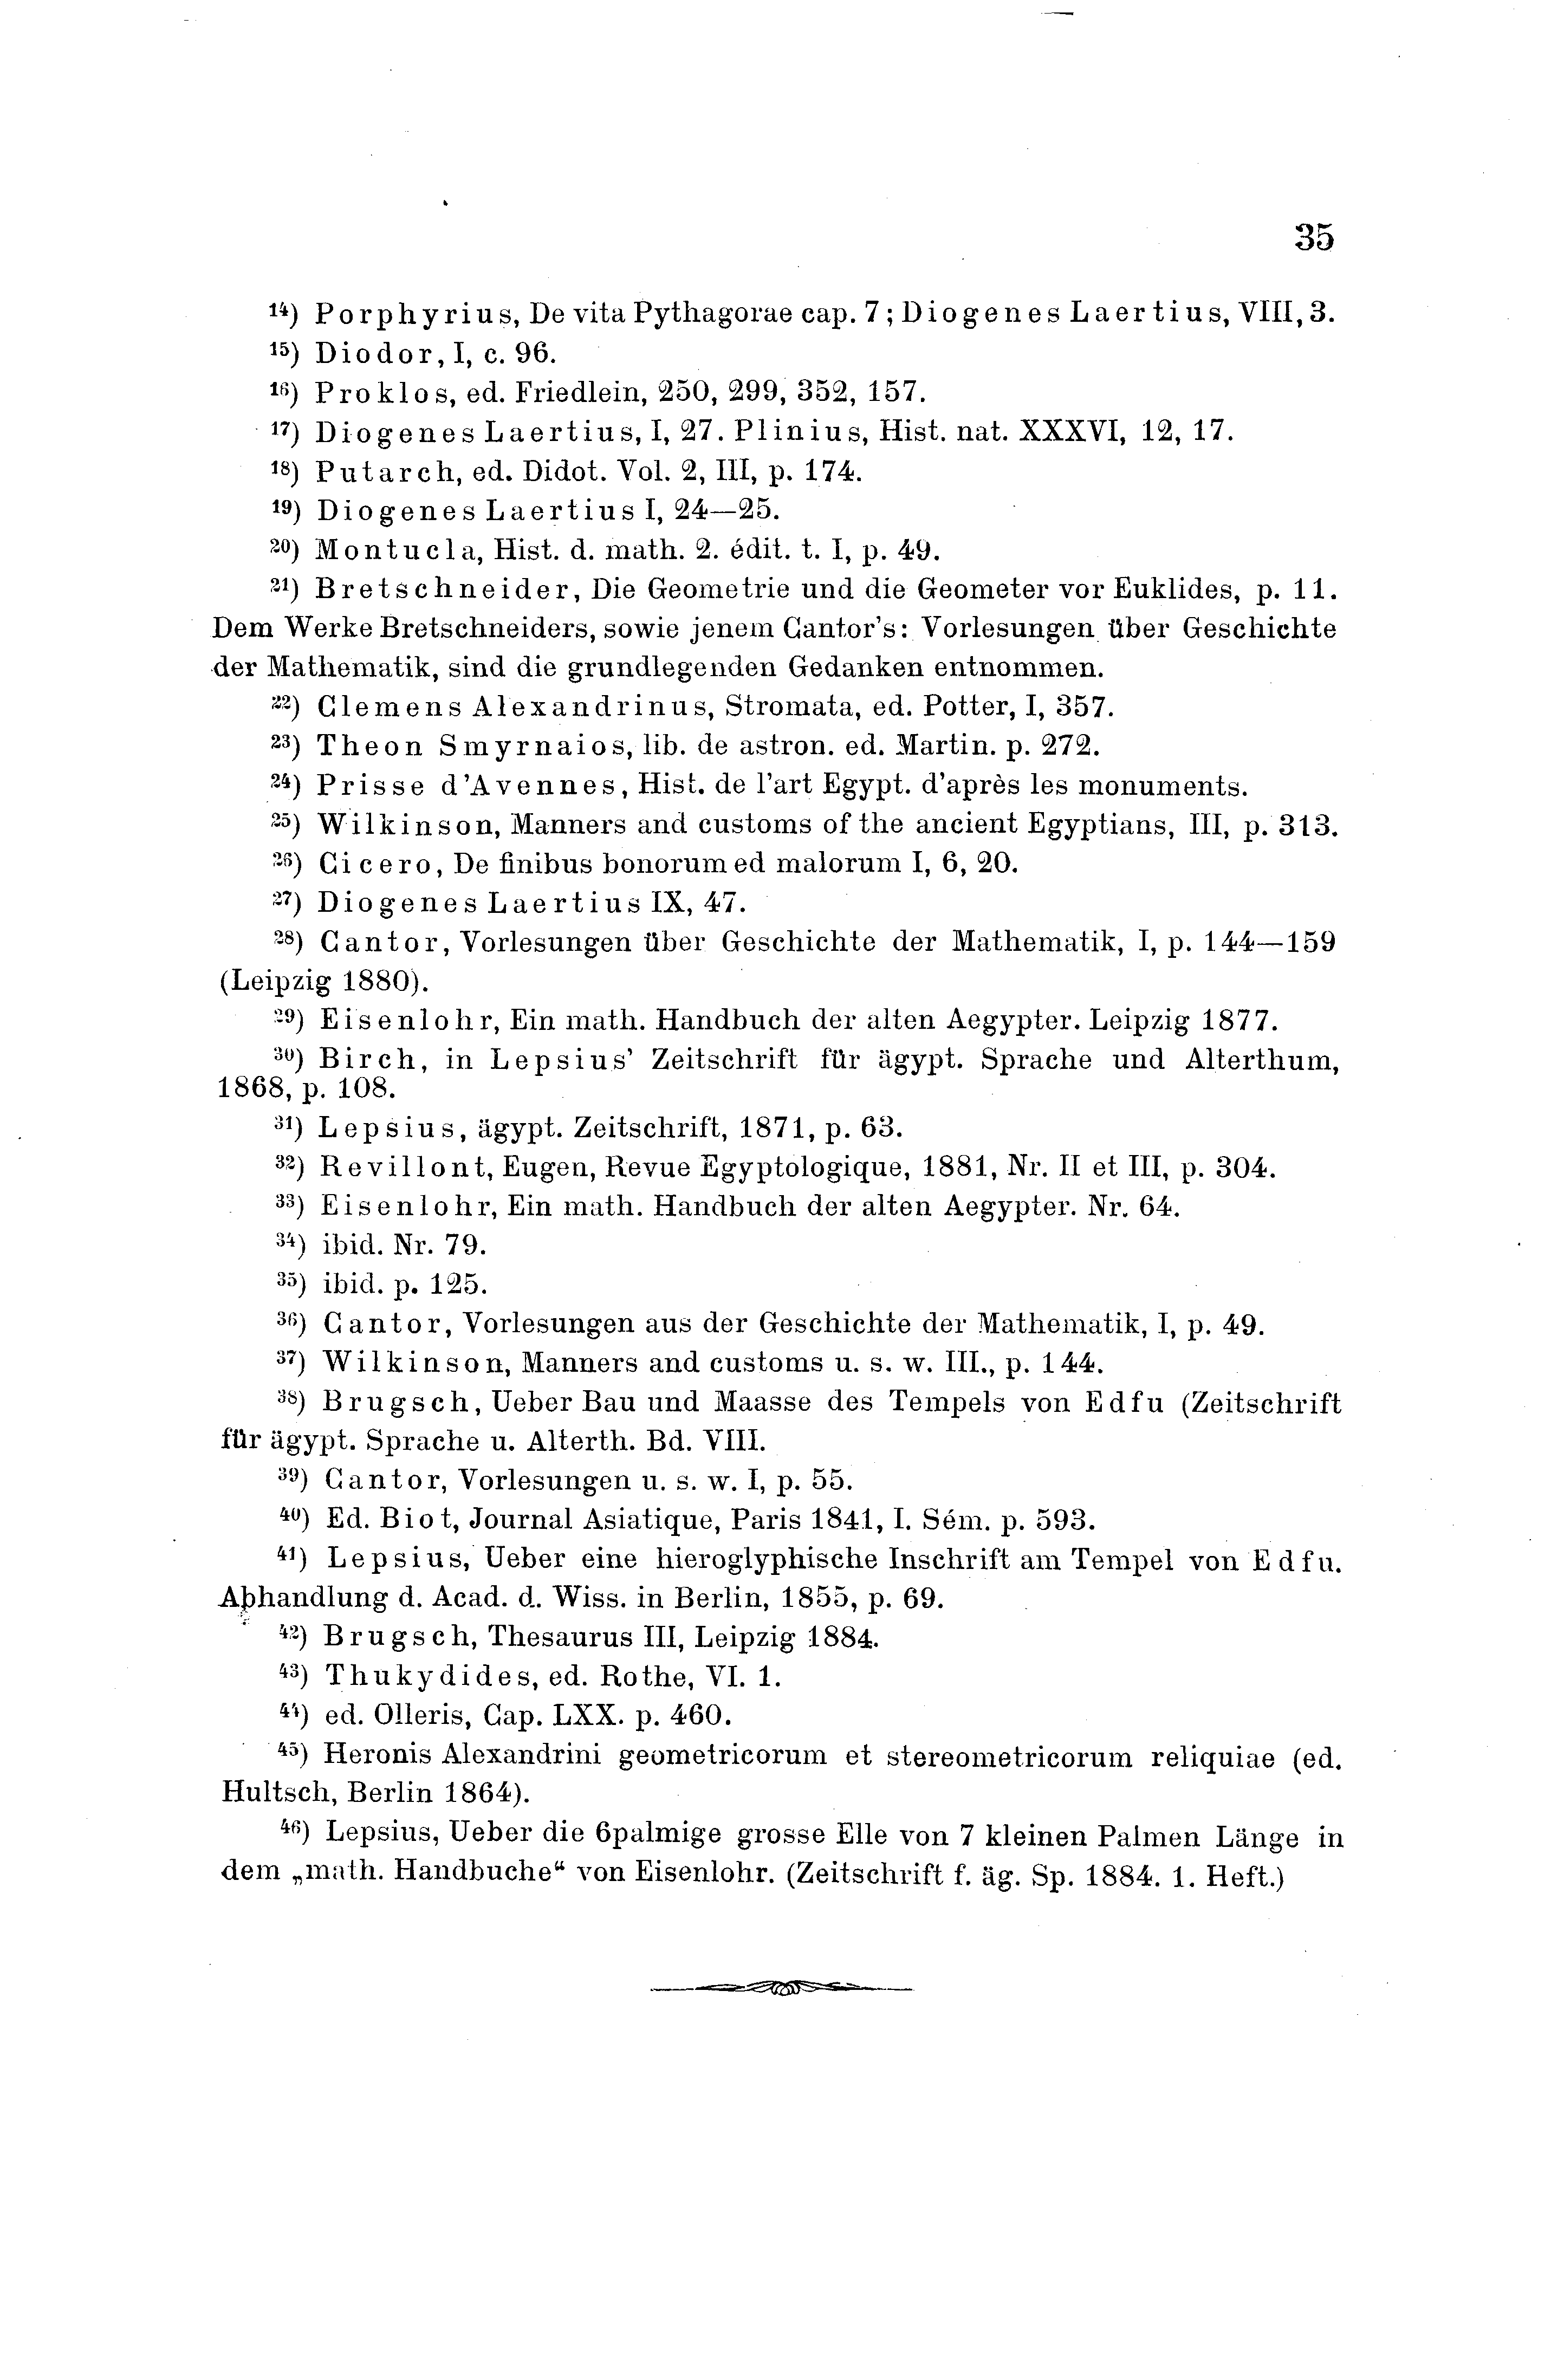 35
¹⁴) Porphyrius, De vita Pythagorae cap. 7; Diogenes Laertius, VIII, 3.
¹⁵) Diodor, I, c. 96.
¹⁶) Proklos, ed. Friedlein, 250, 299, 352, 157.
¹⁷) Diogenes Laertius, I, 27. Plinius, Hist. nat. XXXVI, 12, 17.
¹⁸) Putarch, ed. Didot. Vol. 2, III, p. 174.
¹⁹) Diogenes Laertius I, 24—25.
²⁰) Montucla, Hist. d. math. 2. édit. t. I, p. 49.
²¹) Bretschneider, Die Geometrie und die Geometer vor Euklides, p. 11.
Dem Werke Bretschneiders, sowie jenem Cantor's: Vorlesungen über Geschichte
der Mathematik, sind die grundlegenden Gedanken entnommen.
²²) Clemens Alexandrinus, Stromata, ed. Potter, I, 357.
²³) Theon Smyrnaios, lib. de astron. ed. Martin. p. 272.
²⁴) Prisse d'Avennes, Hist. de l'art Egypt. d'après les monuments.
²⁵) Wilkinson, Manners and customs of the ancient Egyptians, III, p. 313.
²⁶) Cicero, De finibus bonorum ed malorum I, 6, 20.
²⁷) Diogenes Laertius IX, 47.
²⁸) Cantor, Vorlesungen über Geschichte der Mathematik, I, p. 144—159
(Leipzig 1880).
²⁹) Eisenlohr, Ein math. Handbuch der alten Aegypter. Leipzig 1877.
³⁰) Birch, in Lepsius' Zeitschrift für ägypt. Sprache und Alterthum,
1868, p. 108.
³¹) Lepsius, ägypt. Zeitschrift, 1871, p. 63.
³²) Revillont, Eugen, Revue Egyptologique, 1881, Nr. II et III, p. 304.
³³) Eisenlohr, Ein math. Handbuch der alten Aegypter. Nr. 64.
³⁴) ibid. Nr. 79.
³⁵) ibid. p. 125.
³⁶) Cantor, Vorlesungen aus der Geschichte der Mathematik, I, p. 49.
³⁷) Wilkinson, Manners and customs u. s. w. III., p. 144.
³⁸) Brugsch, Ueber Bau und Maasse des Tempels von Edfu (Zeitschrift
für ägypt. Sprache u. Alterth. Bd. VIII.
³⁹) Cantor, Vorlesungen u. s. w. I, p. 55.
⁴⁰) Ed. Biot, Journal Asiatique, Paris 1841, I. Sém. p. 593.
⁴¹) Lepsius, Ueber eine hieroglyphische Inschrift am Tempel von Edfu.
Abhandlung d. Acad. d. Wiss. in Berlin, 1855, p. 69.
⁴²) Brugsch, Thesaurus III, Leipzig 1884.
⁴³) Thukydides, ed. Rothe, VI. 1.
⁴⁴) ed. Olleris, Cap. LXX. p. 460.
⁴⁵) Heronis Alexandrini geometricorum et stereometricorum reliquiae (ed.
Hultsch, Berlin 1864).
⁴⁶) Lepsius, Ueber die 6palmige grosse Elle von 7 kleinen Palmen Länge in
dem „math. Handbuche“ von Eisenlohr. (Zeitschrift f. äg. Sp. 1884. 1. Heft.)